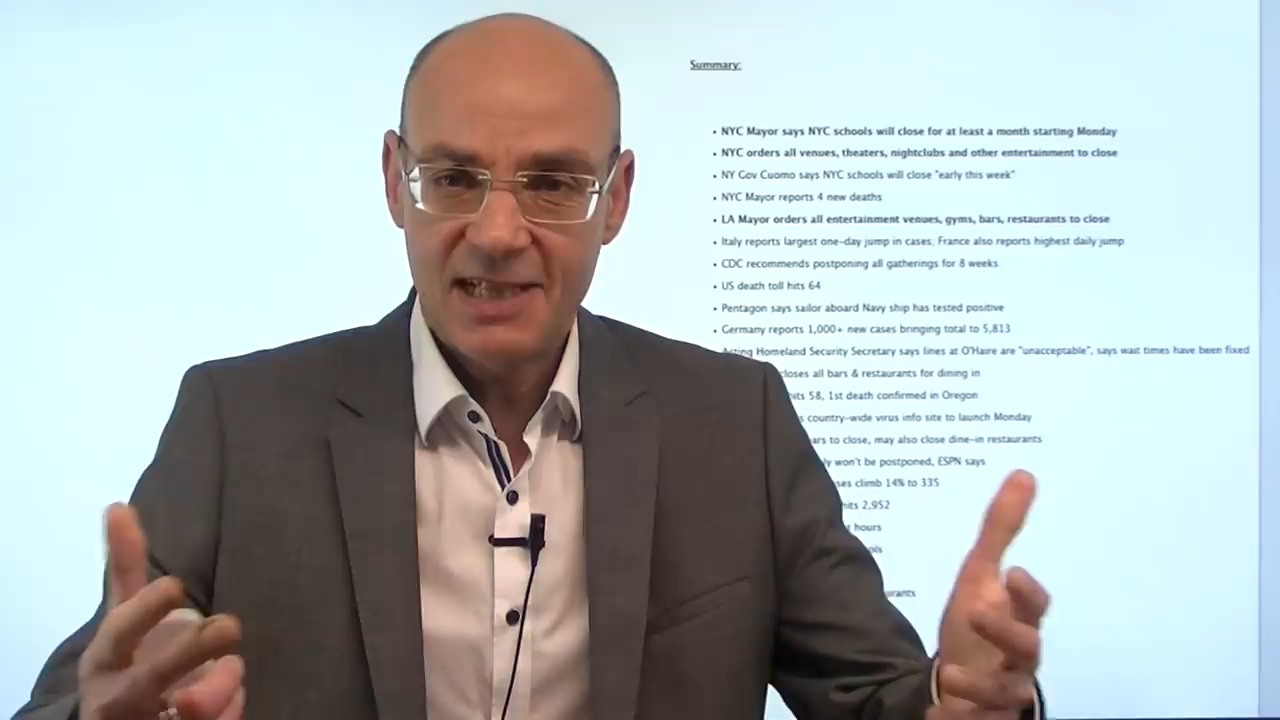 Summary:
• NYC Mayor says NYC schools will close for at least a month starting Monday
• NYC orders all venues, theaters, nightclubs and other entertainment to close
• NY Gov Cuomo says NYC schools will close "early this week"
• NYC Mayor reports 4 new deaths
• LA Mayor orders all entertainment venues, gyms, bars, restaurants to close
• Italy reports largest one-day jump in cases; France also reports highest daily jump
• CDC recommends postponing all gatherings for 8 weeks
• US death toll hits 64
• Pentagon says sailor aboard Navy ship has tested positive
• Germany reports 1,000+ new cases bringing total to 5,813
Acting Homeland Security Secretary says lines at O'Haire are "unacceptable", says wait times have been fixed
closes all bars & restaurants for dining in
hits 58, 1st death confirmed in Oregon
country-wide virus info site to launch Monday
to close, may also close dine-in restaurants
won't be postponed, ESPN says
climb 14% to 335
hits 2,952
hours